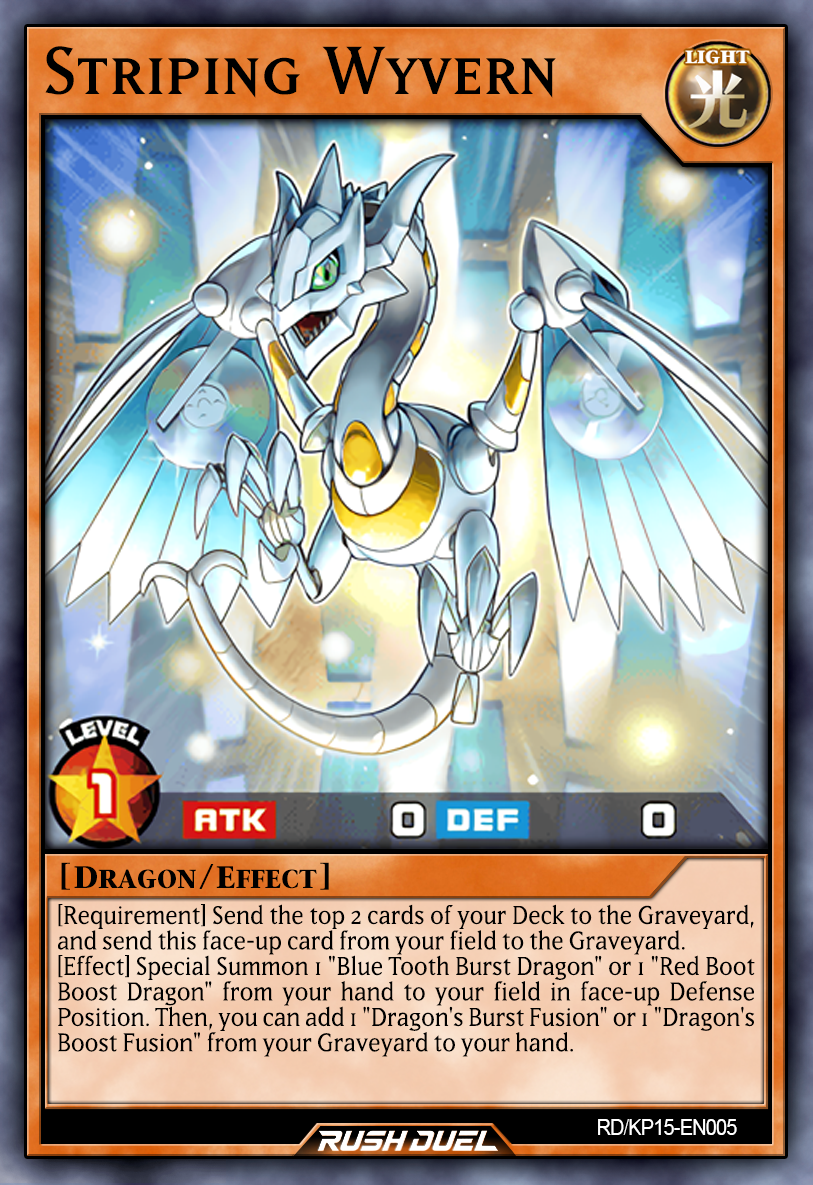 Striping Wyvern
LIGHT
光
LEVEL
1
ATK 0 DEF 0
[Dragon/Effect]
[Requirement] Send the top 2 cards of your Deck to the Graveyard,
and send this face-up card from your field to the Graveyard.
[Effect] Special Summon 1 "Blue Tooth Burst Dragon" or 1 "Red Boot
Boost Dragon" from your hand to your field in face-up Defense
Position. Then, you can add 1 "Dragon's Burst Fusion" or 1 "Dragon's
Boost Fusion" from your Graveyard to your hand.
RD/KP15-EN005
RUSH DUEL